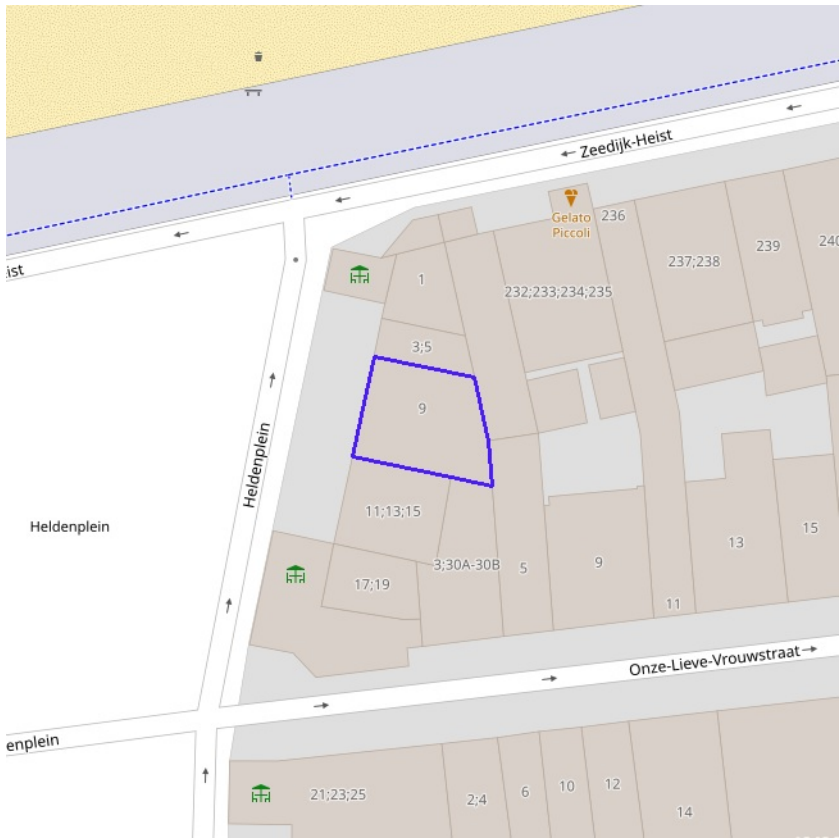 Zeedijk-Heist
Gelato
Piccoli
236
239
240
237;238
ist
1
232;233;234;235
3;5
9
Heldenplein
11;13;15
Heldenplein
15
13
3;30A-30B
5
9
17;19
11
Onze-Lieve-Vrouwstraat
enplein
21;23;25
2;4
6
10
12
14